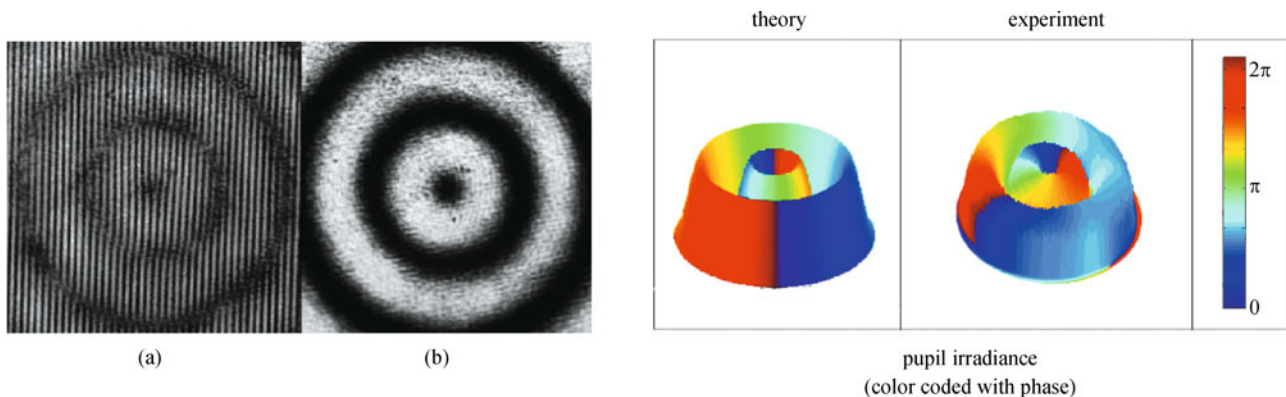 (a)
(b)
theory
experiment
2π
π
0
pupil irradiance
(color coded with phase)